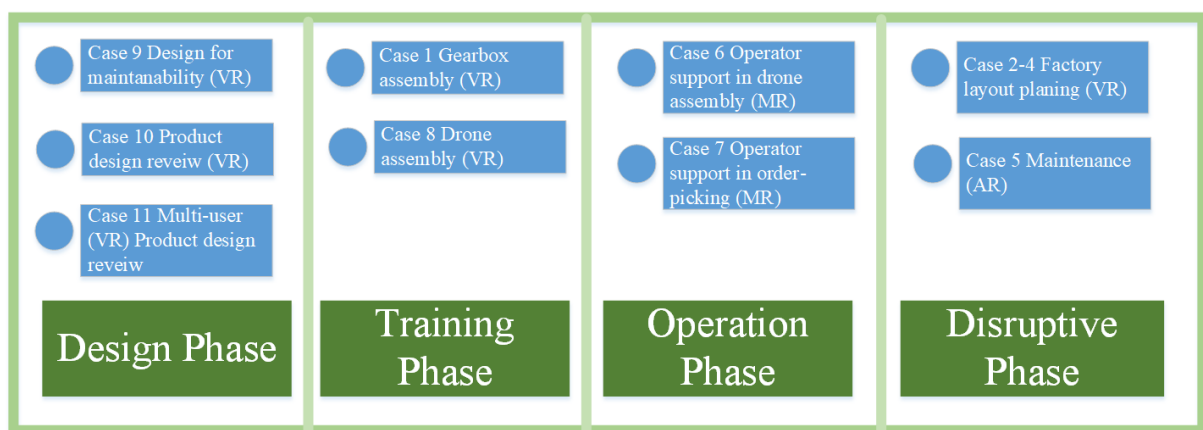 Case 9 Design for
maintanability (VR)
Case 10 Product
design reveiw (VR)
Case 11 Multi-user
(VR) Product design
reveiw
Design Phase
Case 1 Gearbox
assembly (VR)
Case 8 Drone
assembly (VR)
Training
Phase
Case 6 Operator
support in drone
assembly (MR)
Case 7 Operator
support in order-
picking (MR)
Operation
Phase
Case 2-4 Factory
layout planing (VR)
Case 5 Maintenance
(AR)
Disruptive
Phase